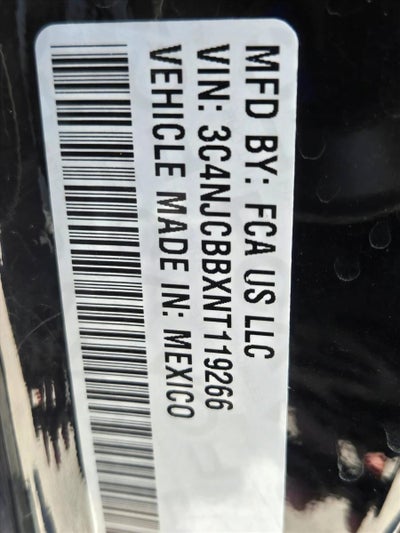 MFD BY: FCA US LLC
VIN: 3C4NJCBBXNT119266
VEHICLE MADE IN: MEXICO